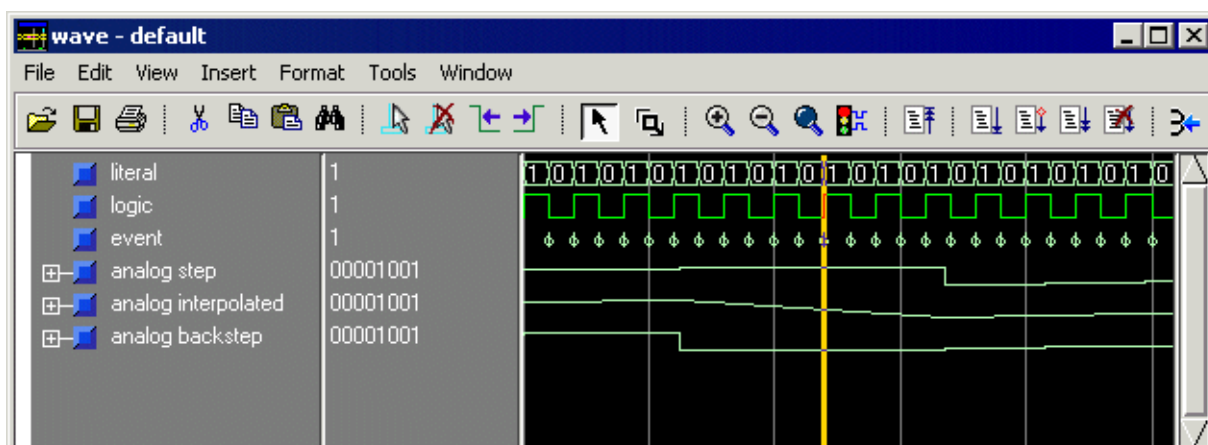 wave - default
File Edit View Insert Format Tools Window
literal 1 1 0 1 0 1 0 1 0 1 0 1 0 1 0 1 0 1 0 1 0 1 0 1 0 1 0
logic 1
event 1
analog step 00001001
analog interpolated 00001001
analog backstep 00001001